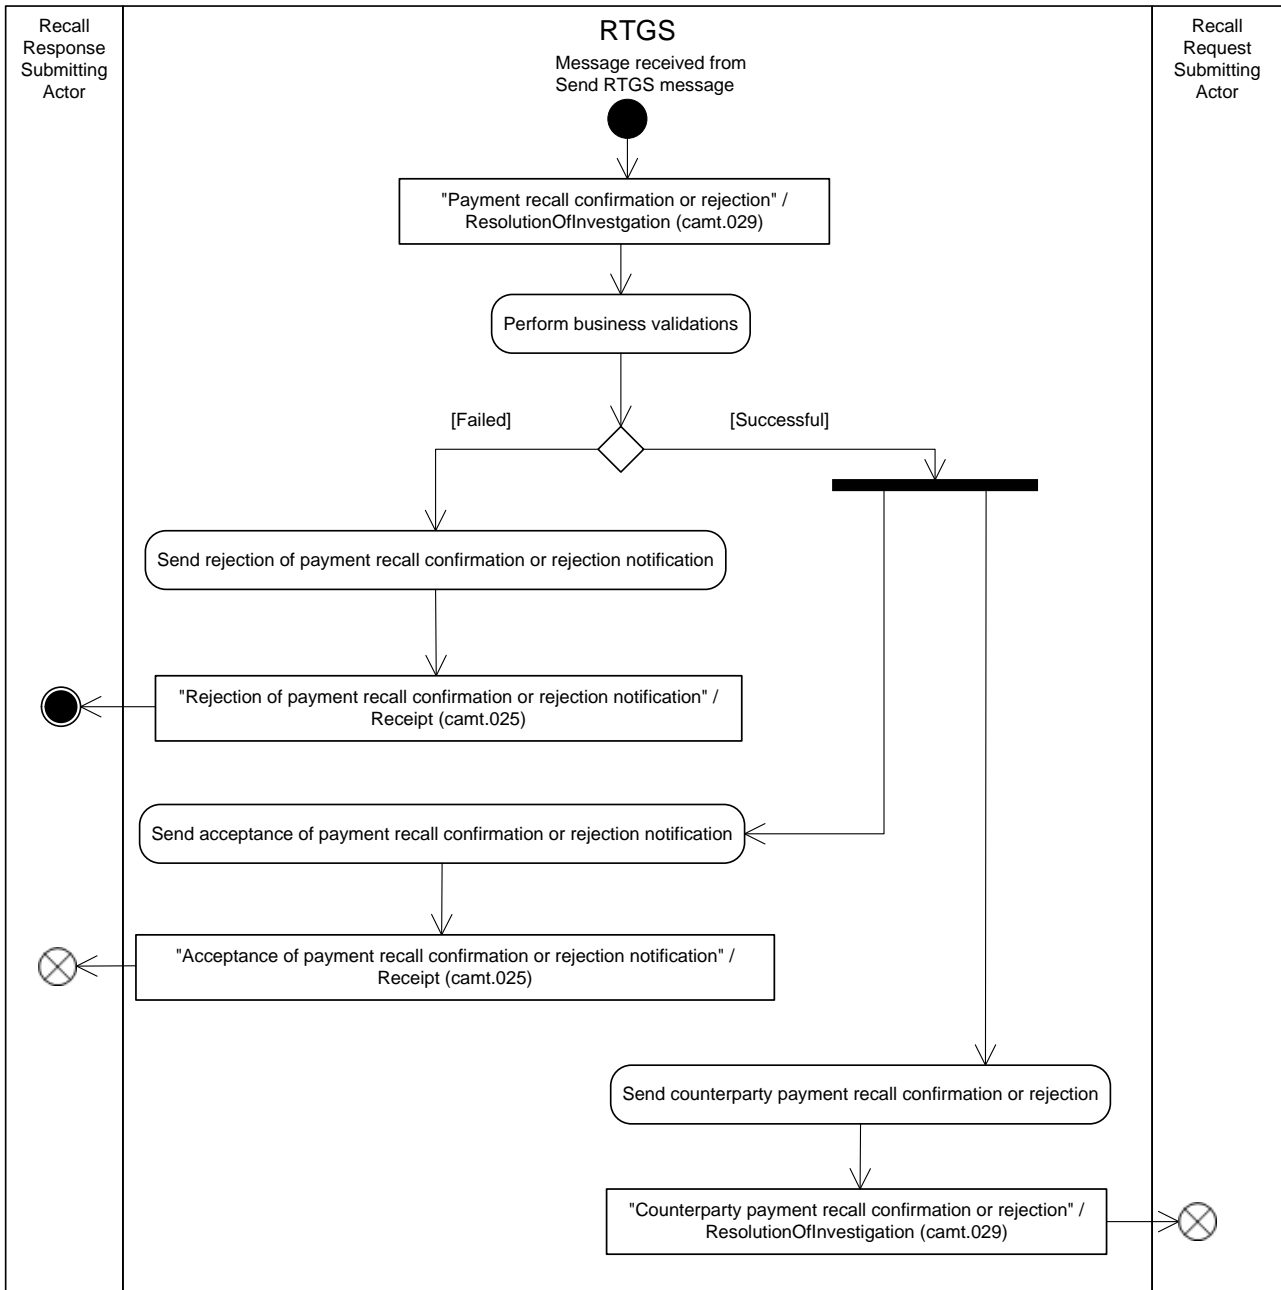 Recall
Response
Submitting
Actor
RTGS
Message received from
Send RTGS message
Recall
Request
Submitting
Actor
"Payment recall confirmation or rejection" /
ResolutionOfInvestgation (camt.029)
Perform business validations
[Failed]
[Successful]
Send rejection of payment recall confirmation or rejection notification
"Rejection of payment recall confirmation or rejection notification" /
Receipt (camt.025)
Send acceptance of payment recall confirmation or rejection notification
"Acceptance of payment recall confirmation or rejection notification" /
Receipt (camt.025)
Send counterparty payment recall confirmation or rejection
"Counterparty payment recall confirmation or rejection" /
ResolutionOfInvestigation (camt.029)